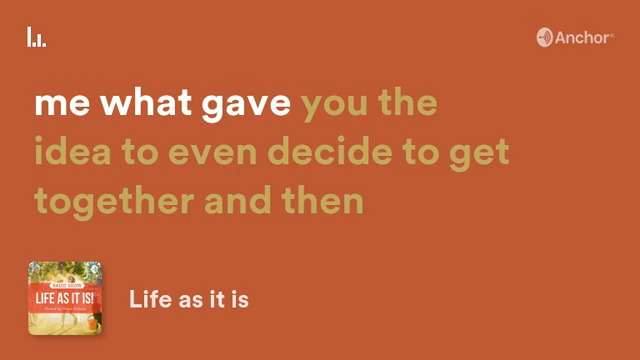 Anchor
me what gave you the
idea to even decide to get
together and then
RADIO SHOW
LIFE AS IT IS!
Life as it is